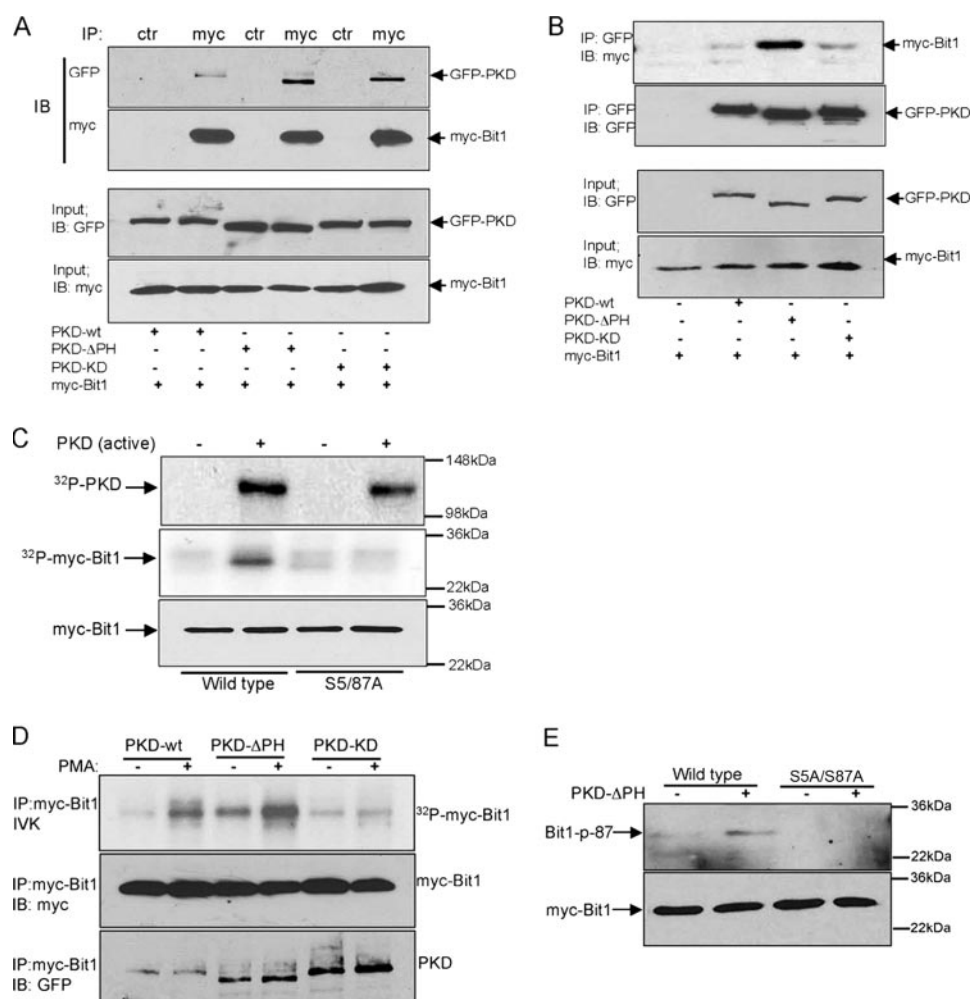 A
IP: ctr myc ctr myc ctr myc
IB
GFP
GFP-PKD
myc
myc-Bit1
Input;
IB: GFP
GFP-PKD
Input;
IB: myc
myc-Bit1
PKD-wt + + - - - -
PKD-ΔPH - - + + - -
PKD-KD - - - - + +
myc-Bit1 + + + + + +
B
IP: GFP
IB: myc
myc-Bit1
IP: GFP
IB: GFP
GFP-PKD
Input;
IB: GFP
GFP-PKD
Input;
IB: myc
myc-Bit1
PKD-wt - + - -
PKD-ΔPH - - + -
PKD-KD - - - +
myc-Bit1 + + + +
C
PKD (active) - + - +
148kDa
32P-PKD
98kDa
36kDa
32P-myc-Bit1
22kDa
36kDa
myc-Bit1
22kDa
Wild type S5/87A
D
PKD-wt PKD-ΔPH PKD-KD
PMA: - + - + - +
IP:myc-Bit1
IVK
32P-myc-Bit1
IP:myc-Bit1
IB: myc
myc-Bit1
IP:myc-Bit1
IB: GFP
PKD
E
Wild type S5A/S87A
PKD-ΔPH - + - +
36kDa
Bit1-p-87
22kDa
36kDa
myc-Bit1
22kDa